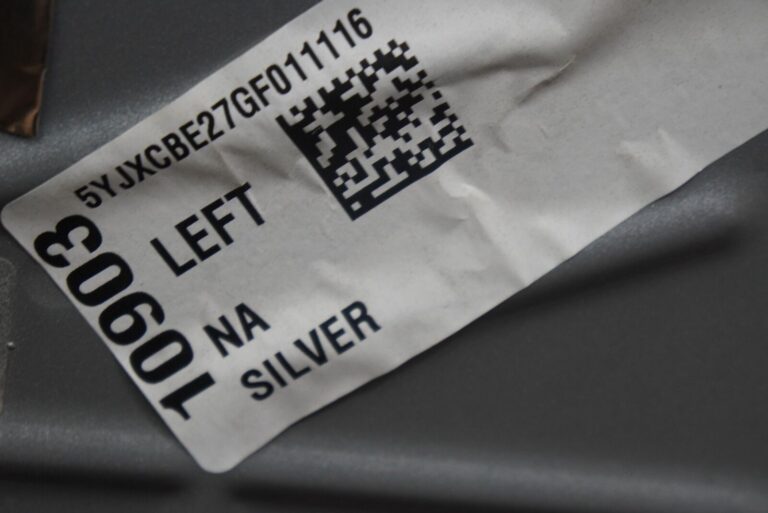 5YJXCBE27GF011116
LEFT
NA
SILVER
10903